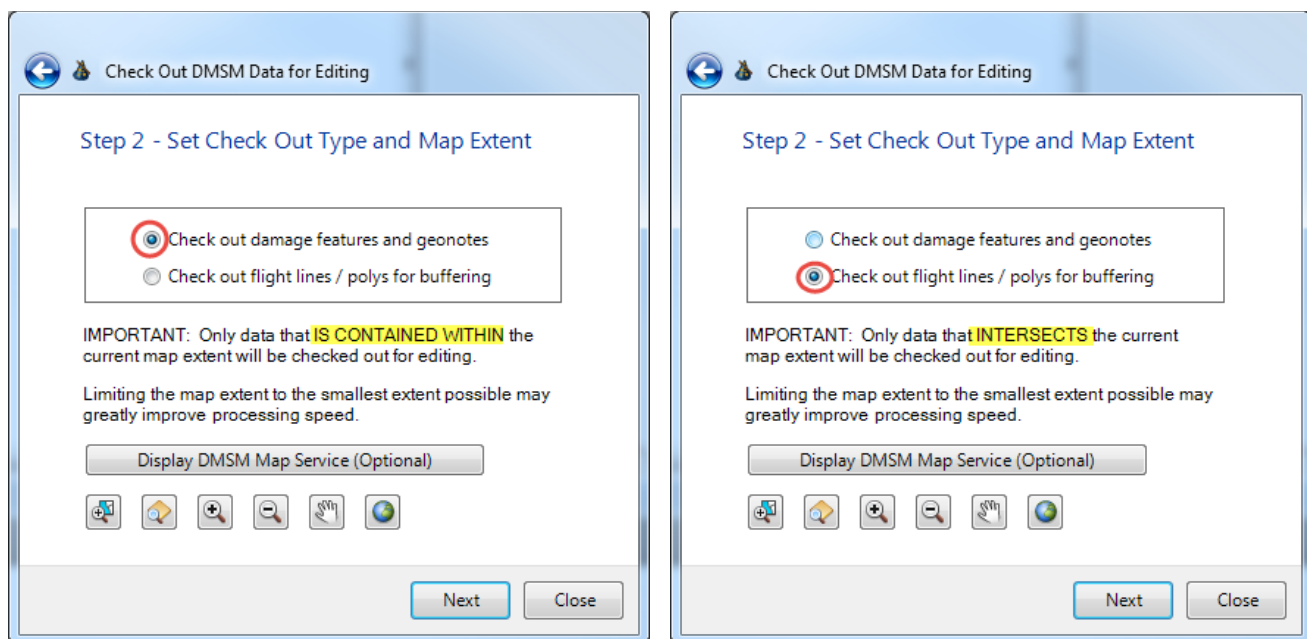 Check Out DMSM Data for Editing
Step 2 - Set Check Out Type and Map Extent
Check out damage features and geonotes
Check out flight lines / polys for buffering
IMPORTANT: Only data that IS CONTAINED WITHIN the
current map extent will be checked out for editing.
Limiting the map extent to the smallest extent possible may
greatly improve processing speed.
Display DMSM Map Service (Optional)
Next
Close
Check Out DMSM Data for Editing
Step 2 - Set Check Out Type and Map Extent
Check out damage features and geonotes
Check out flight lines / polys for buffering
IMPORTANT: Only data that INTERSECTS the current
map extent will be checked out for editing.
Limiting the map extent to the smallest extent possible may
greatly improve processing speed.
Display DMSM Map Service (Optional)
Next
Close